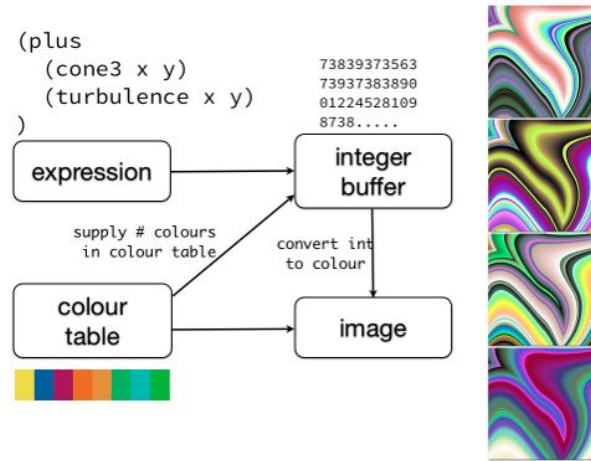 (plus
(cone3 x y)
(turbulence x y)
)
73839373563
73937383890
01224528109
8738.....
expression
integer
buffer
supply # colours
in colour table
convert int
to colour
colour
table
image